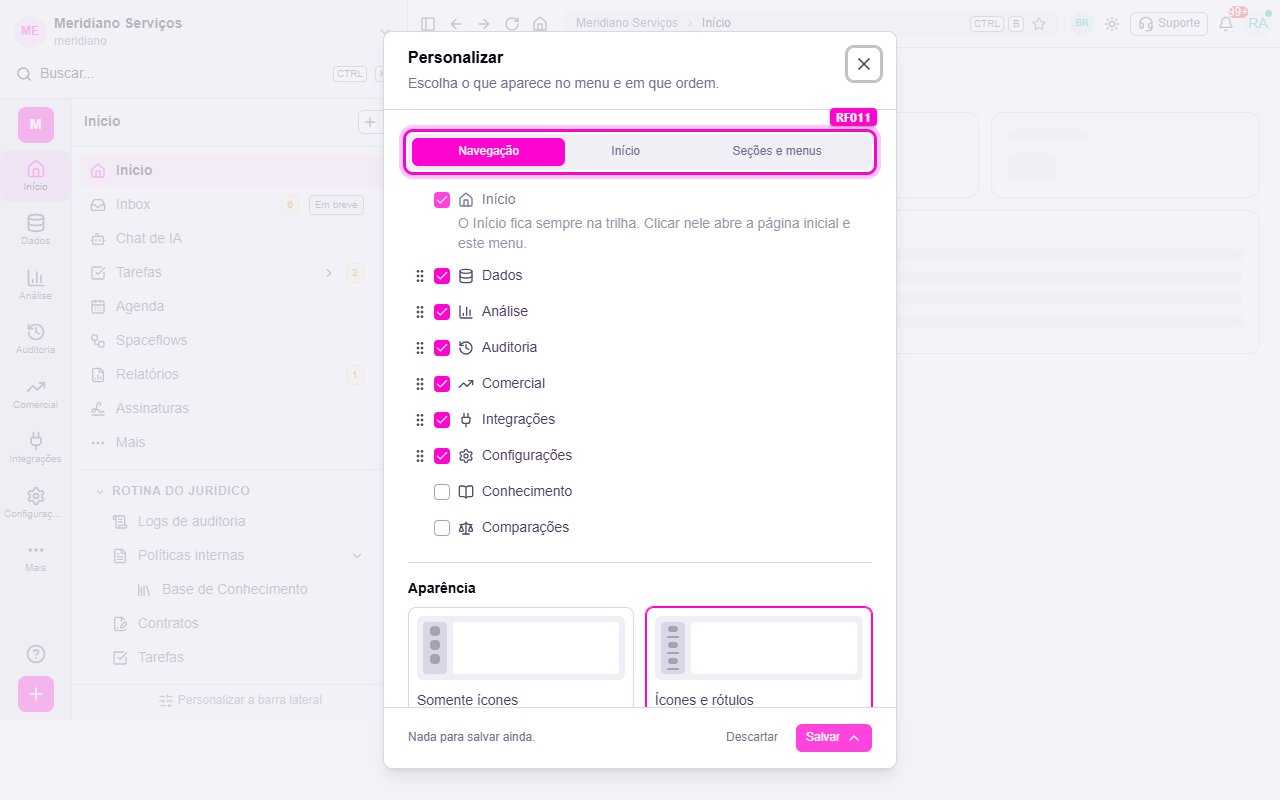 ME
Meridiano Serviços
meridiano
Buscar...
CTRL
M
Início
Dados
Análise
Auditoria
Comercial
Integrações
Configuraç...
Mais
Início
Início
Inbox
6
Em breve
Chat de IA
Tarefas
3
Agenda
Spaceflows
Relatórios
1
Assinaturas
Mais
ROTINA DO JURÍDICO
Logs de auditoria
Políticas internas
Base de Conhecimento
Contratos
Tarefas
Personalizar a barra lateral
Meridiano Serviços
Início
CTRL
B
BR
Suporte
99+
RA
Personalizar
Escolha o que aparece no menu e em que ordem.
RF011
Navegação
Início
Seções e menus
Início
O Início fica sempre na trilha. Clicar nele abre a página inicial e
este menu.
Dados
Análise
Auditoria
Comercial
Integrações
Configurações
Conhecimento
Comparações
Aparência
Somente ícones
Ícones e rótulos
Nada para salvar ainda.
Descartar
Salvar